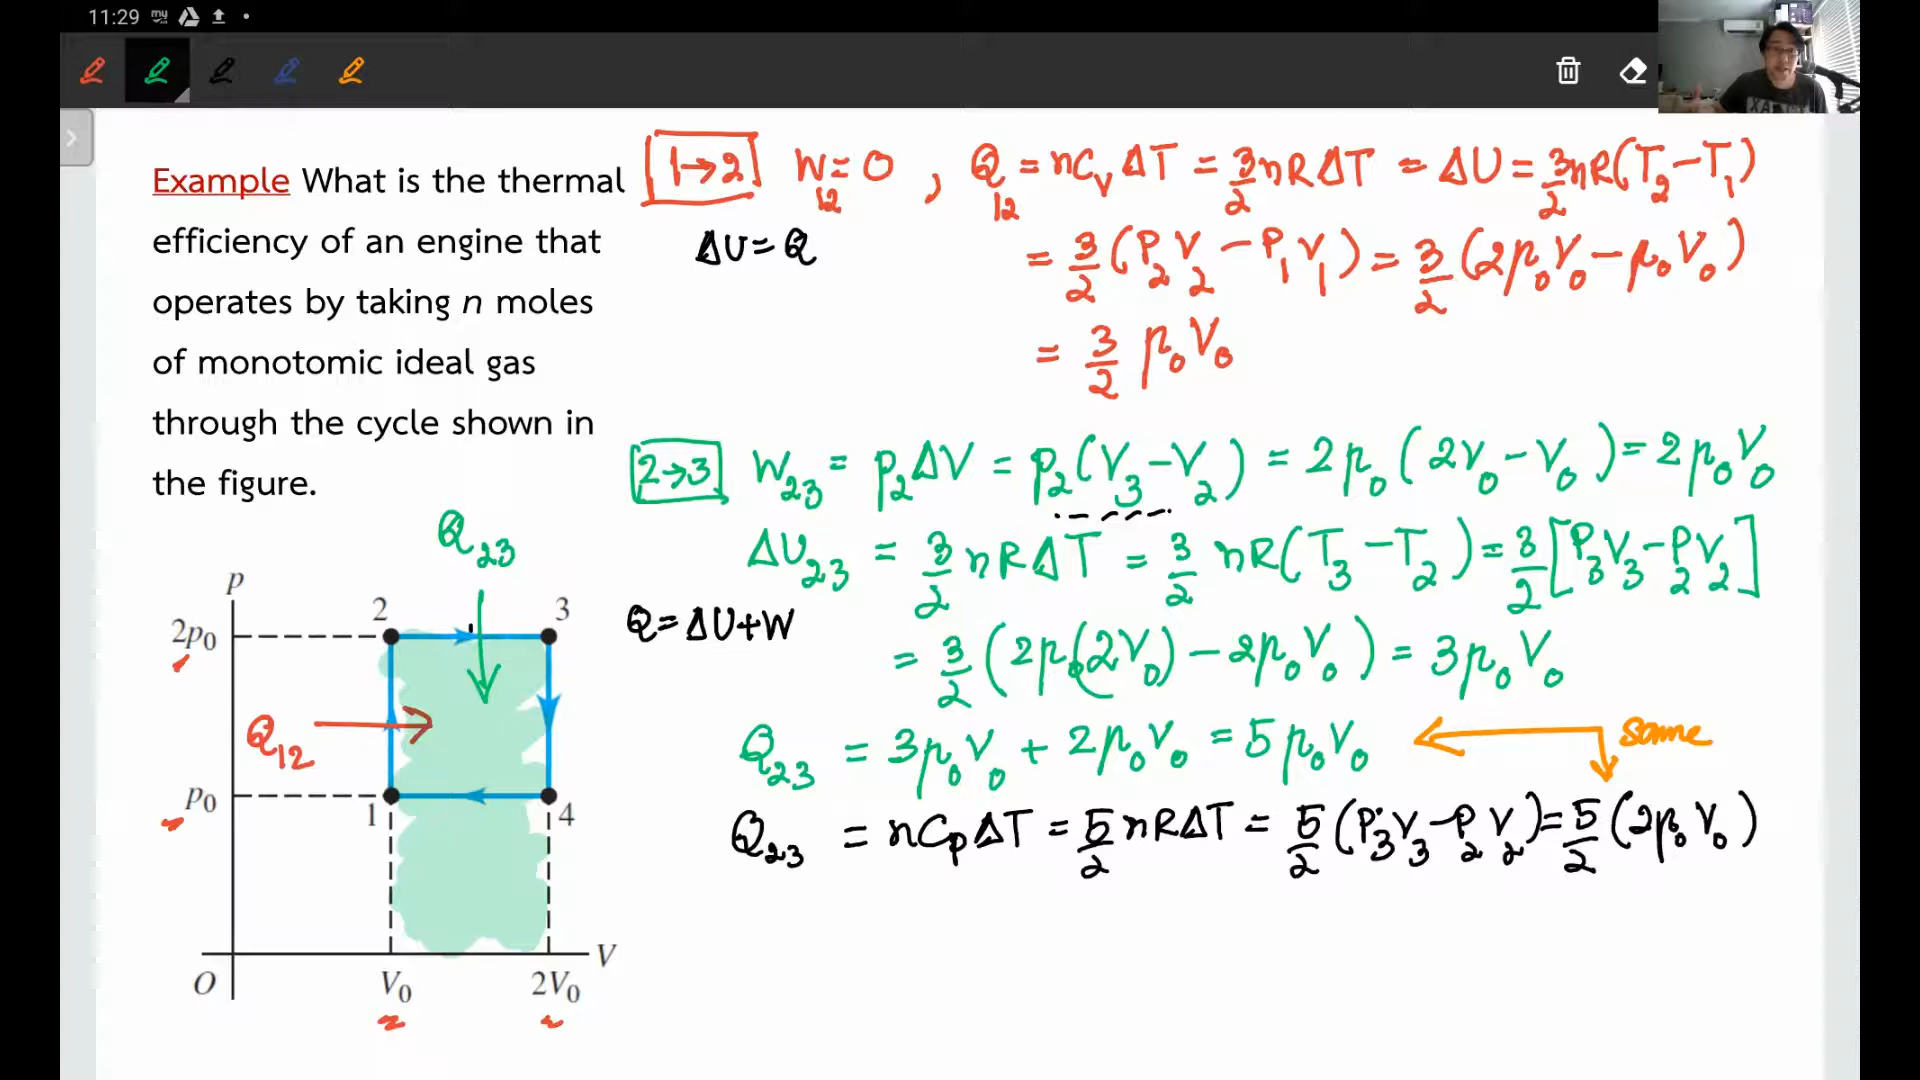 11:29
my
Example What is the thermal
efficiency of an engine that
operates by taking n moles
of monotomic ideal gas
through the cycle shown in
the figure.
1→2 W₁₂ = 0 , Q₁₂ = nCᵥΔT = 3/2 nRΔT = ΔU = 3/2 nR(T₂-T₁)
ΔU = Q
= 3/2 (P₂V₂ - P₁V₁) = 3/2 (2p₀V₀ - p₀V₀)
= 3/2 p₀V₀
2→3 W₂₃ = p₂ΔV = p₂(V₃-V₂) = 2p₀(2V₀-V₀) = 2p₀V₀
ΔU₂₃ = 3/2 nRΔT = 3/2 nR(T₃-T₂) = 3/2 [P₃V₃-P₂V₂]
Q = ΔU+W
= 3/2 (2p₀(2V₀) - 2p₀V₀) = 3p₀V₀
Q₂₃ = 3p₀V₀ + 2p₀V₀ = 5p₀V₀
same
Q₂₃ = nCₚΔT = 5/2 nRΔT = 5/2 (P₃V₃-P₂V₂) = 5/2 (2p₀V₀)
Q₂₃
p
2 3
2p₀
Q₁₂
p₀
1 4
V
O V₀ 2V₀